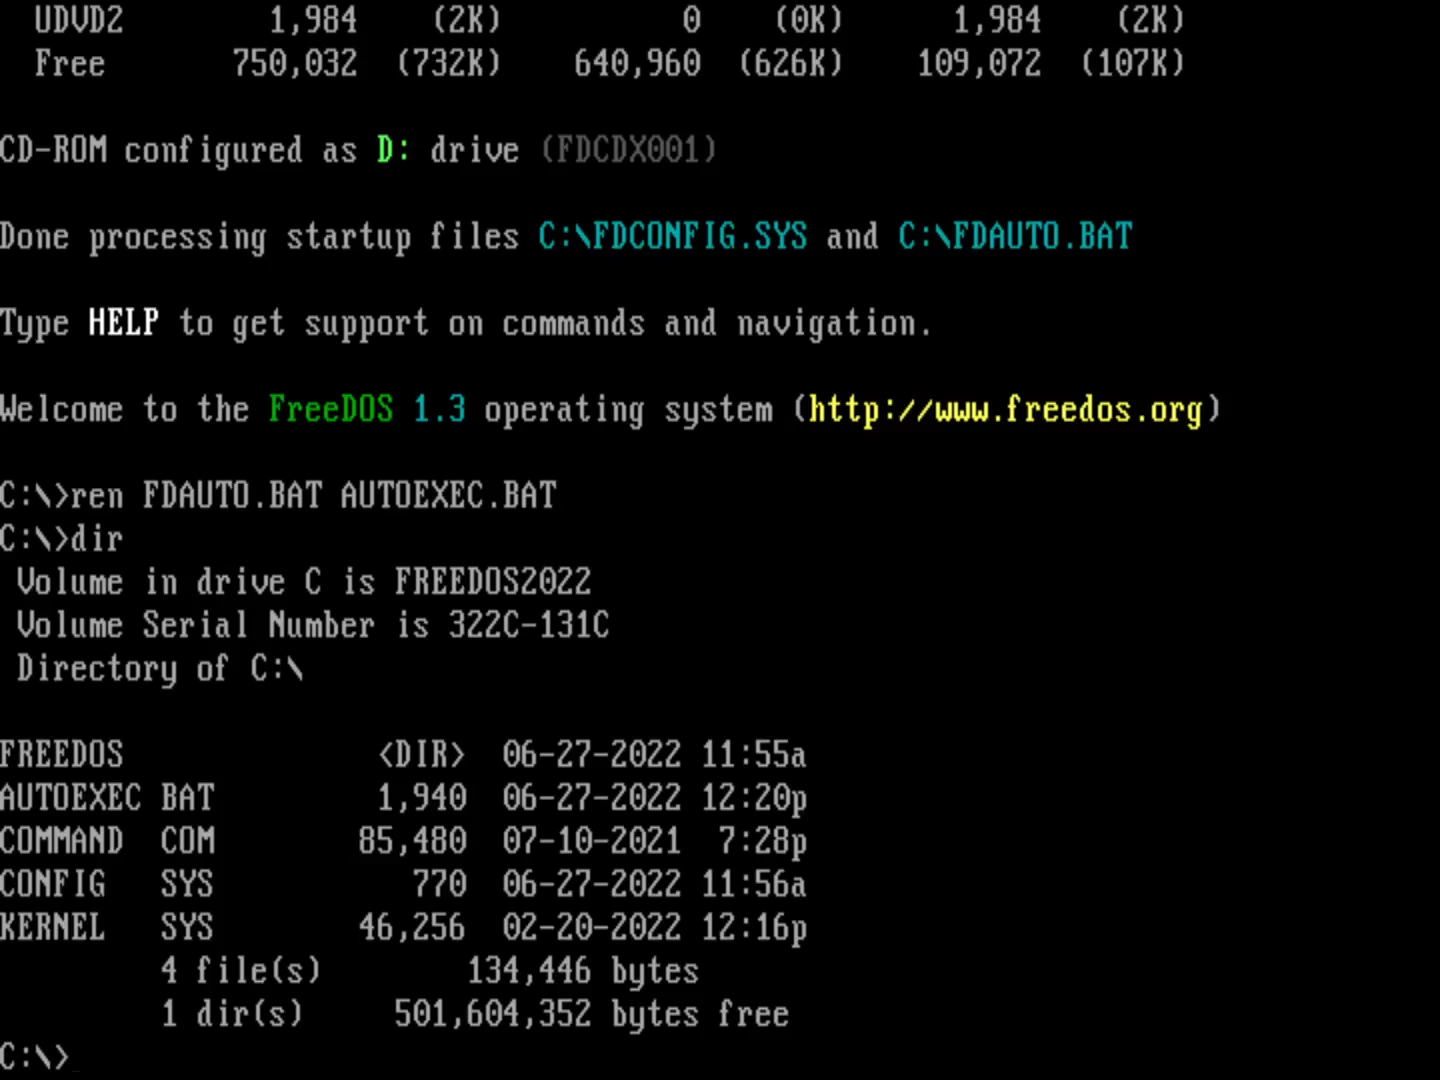 UDVD2 1,984 (2K) 0 (0K) 1,984 (2K)
Free 750,032 (732K) 640,960 (626K) 109,072 (107K)
CD-ROM configured as D: drive (FDCDX001)
Done processing startup files C:\FDCONFIG.SYS and C:\FDAUTO.BAT
Type HELP to get support on commands and navigation.
Welcome to the FreeDOS 1.3 operating system (http://www.freedos.org)
C:\>ren FDAUTO.BAT AUTOEXEC.BAT
C:\>dir
Volume in drive C is FREEDOS2022
Volume Serial Number is 322C-131C
Directory of C:\
FREEDOS <DIR> 06-27-2022 11:55a
AUTOEXEC BAT 1,940 06-27-2022 12:20p
COMMAND COM 85,480 07-10-2021 7:28p
CONFIG SYS 770 06-27-2022 11:56a
KERNEL SYS 46,256 02-20-2022 12:16p
4 file(s) 134,446 bytes
1 dir(s) 501,604,352 bytes free
C:\>